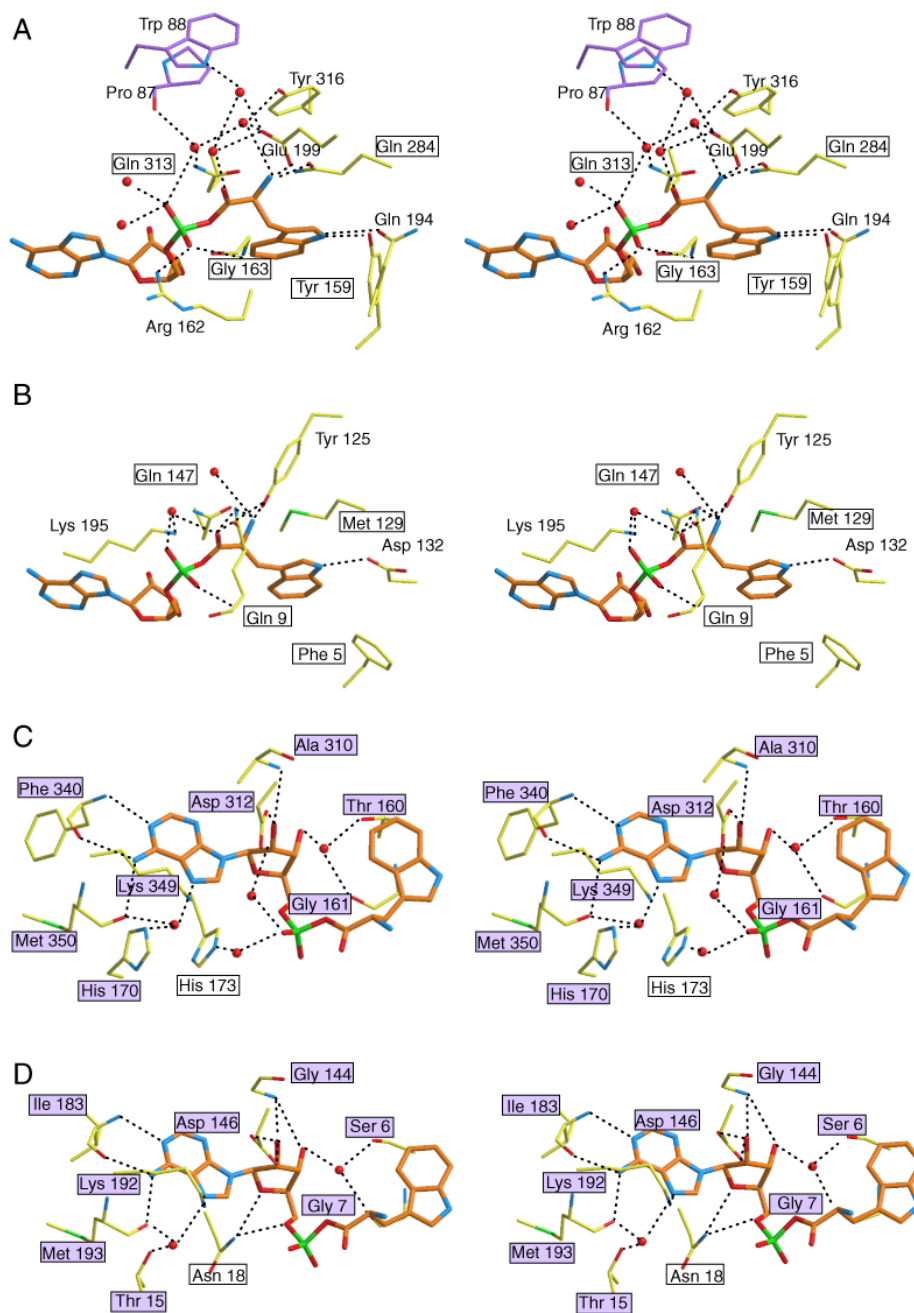 A
Trp 88
Trp 88
Tyr 316
Tyr 316
Pro 87
Pro 87
Glu 199
Gln 284
Glu 199
Gln 284
Gln 313
Gln 313
Gln 194
Gln 194
Gly 163
Tyr 159
Gly 163
Tyr 159
Arg 162
Arg 162
B
Tyr 125
Tyr 125
Gln 147
Gln 147
Lys 195
Met 129
Lys 195
Met 129
Asp 132
Asp 132
Gln 9
Gln 9
Phe 5
Phe 5
C
Ala 310
Ala 310
Phe 340
Asp 312
Thr 160
Phe 340
Asp 312
Thr 160
Lys 349
Gly 161
Lys 349
Gly 161
Met 350
Met 350
His 170
His 173
His 170
His 173
D
Gly 144
Gly 144
Ile 183
Asp 146
Ser 6
Ile 183
Asp 146
Ser 6
Lys 192
Gly 7
Lys 192
Gly 7
Met 193
Asn 18
Met 193
Asn 18
Thr 15
Thr 15